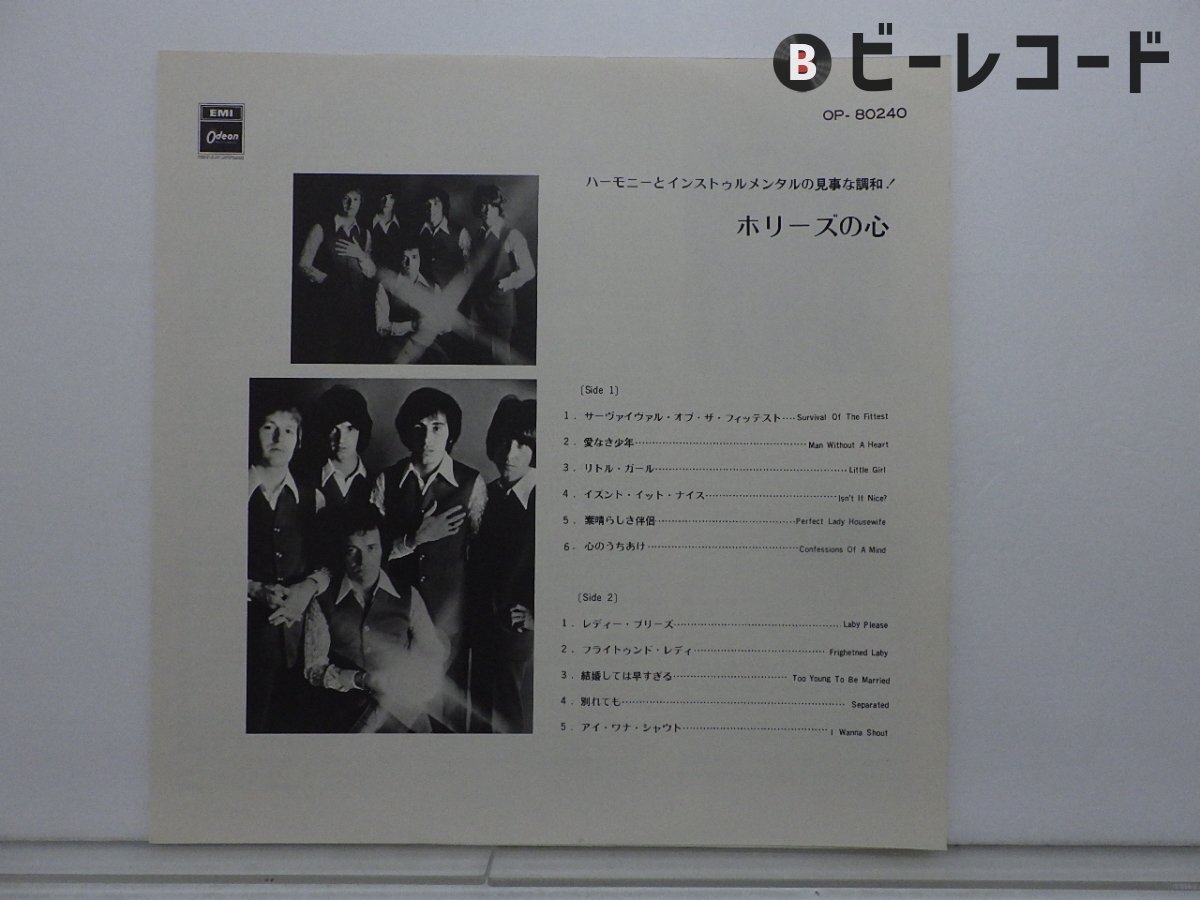 B ビーレコード
OP-80240
EMI
Odeon
ハーモニーとインストゥルメンタルの見事な調和!
ホリーズの心
〔Side 1〕
1. サーヴァイヴァル・オブ・ザ・フィッテスト····Survival Of The Fittest
2. 愛なき少年····Man Without A Heart
3. リトル・ガール····Little Girl
4. イズント・イット・ナイス····Isn't It Nice?
5. 素晴らしき伴侶····Perfect Lady Housewife
6. 心のうちあけ····Confessions Of A Mind
〔Side 2〕
1. レディー・プリーズ····Laby Please
2. フライトゥンド・レディ····Frighetned Laby
3. 結婚しては早すぎる····Too Young To Be Married
4. 別れても····Separated
5. アイ・ワナ・シャウト····I Wanna Shout